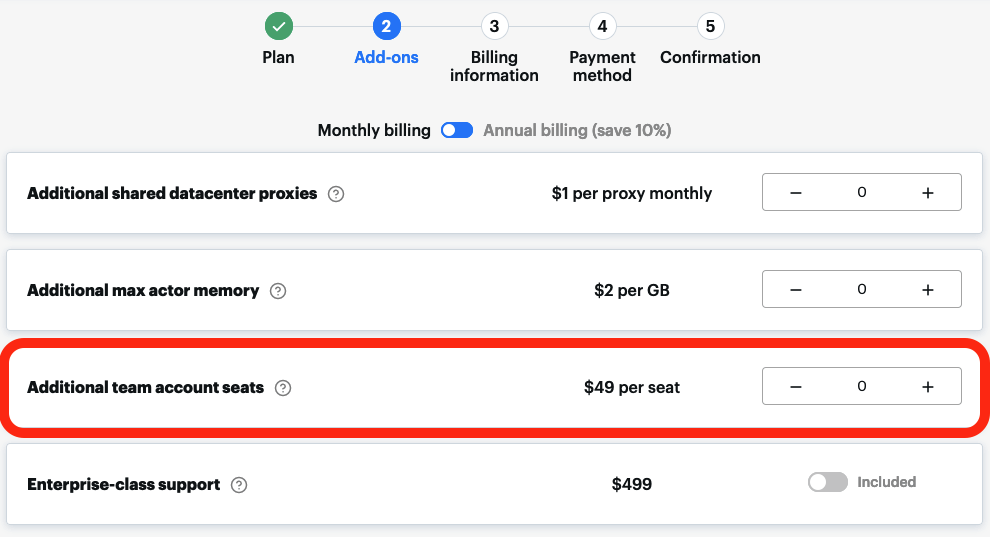 2 3 4 5
Plan Add-ons Billing information Payment method Confirmation
Monthly billing Annual billing (save 10%)
Additional shared datacenter proxies ? $1 per proxy monthly − 0 +
Additional max actor memory ? $2 per GB − 0 +
Additional team account seats ? $49 per seat − 0 +
Enterprise-class support ? $499 Included